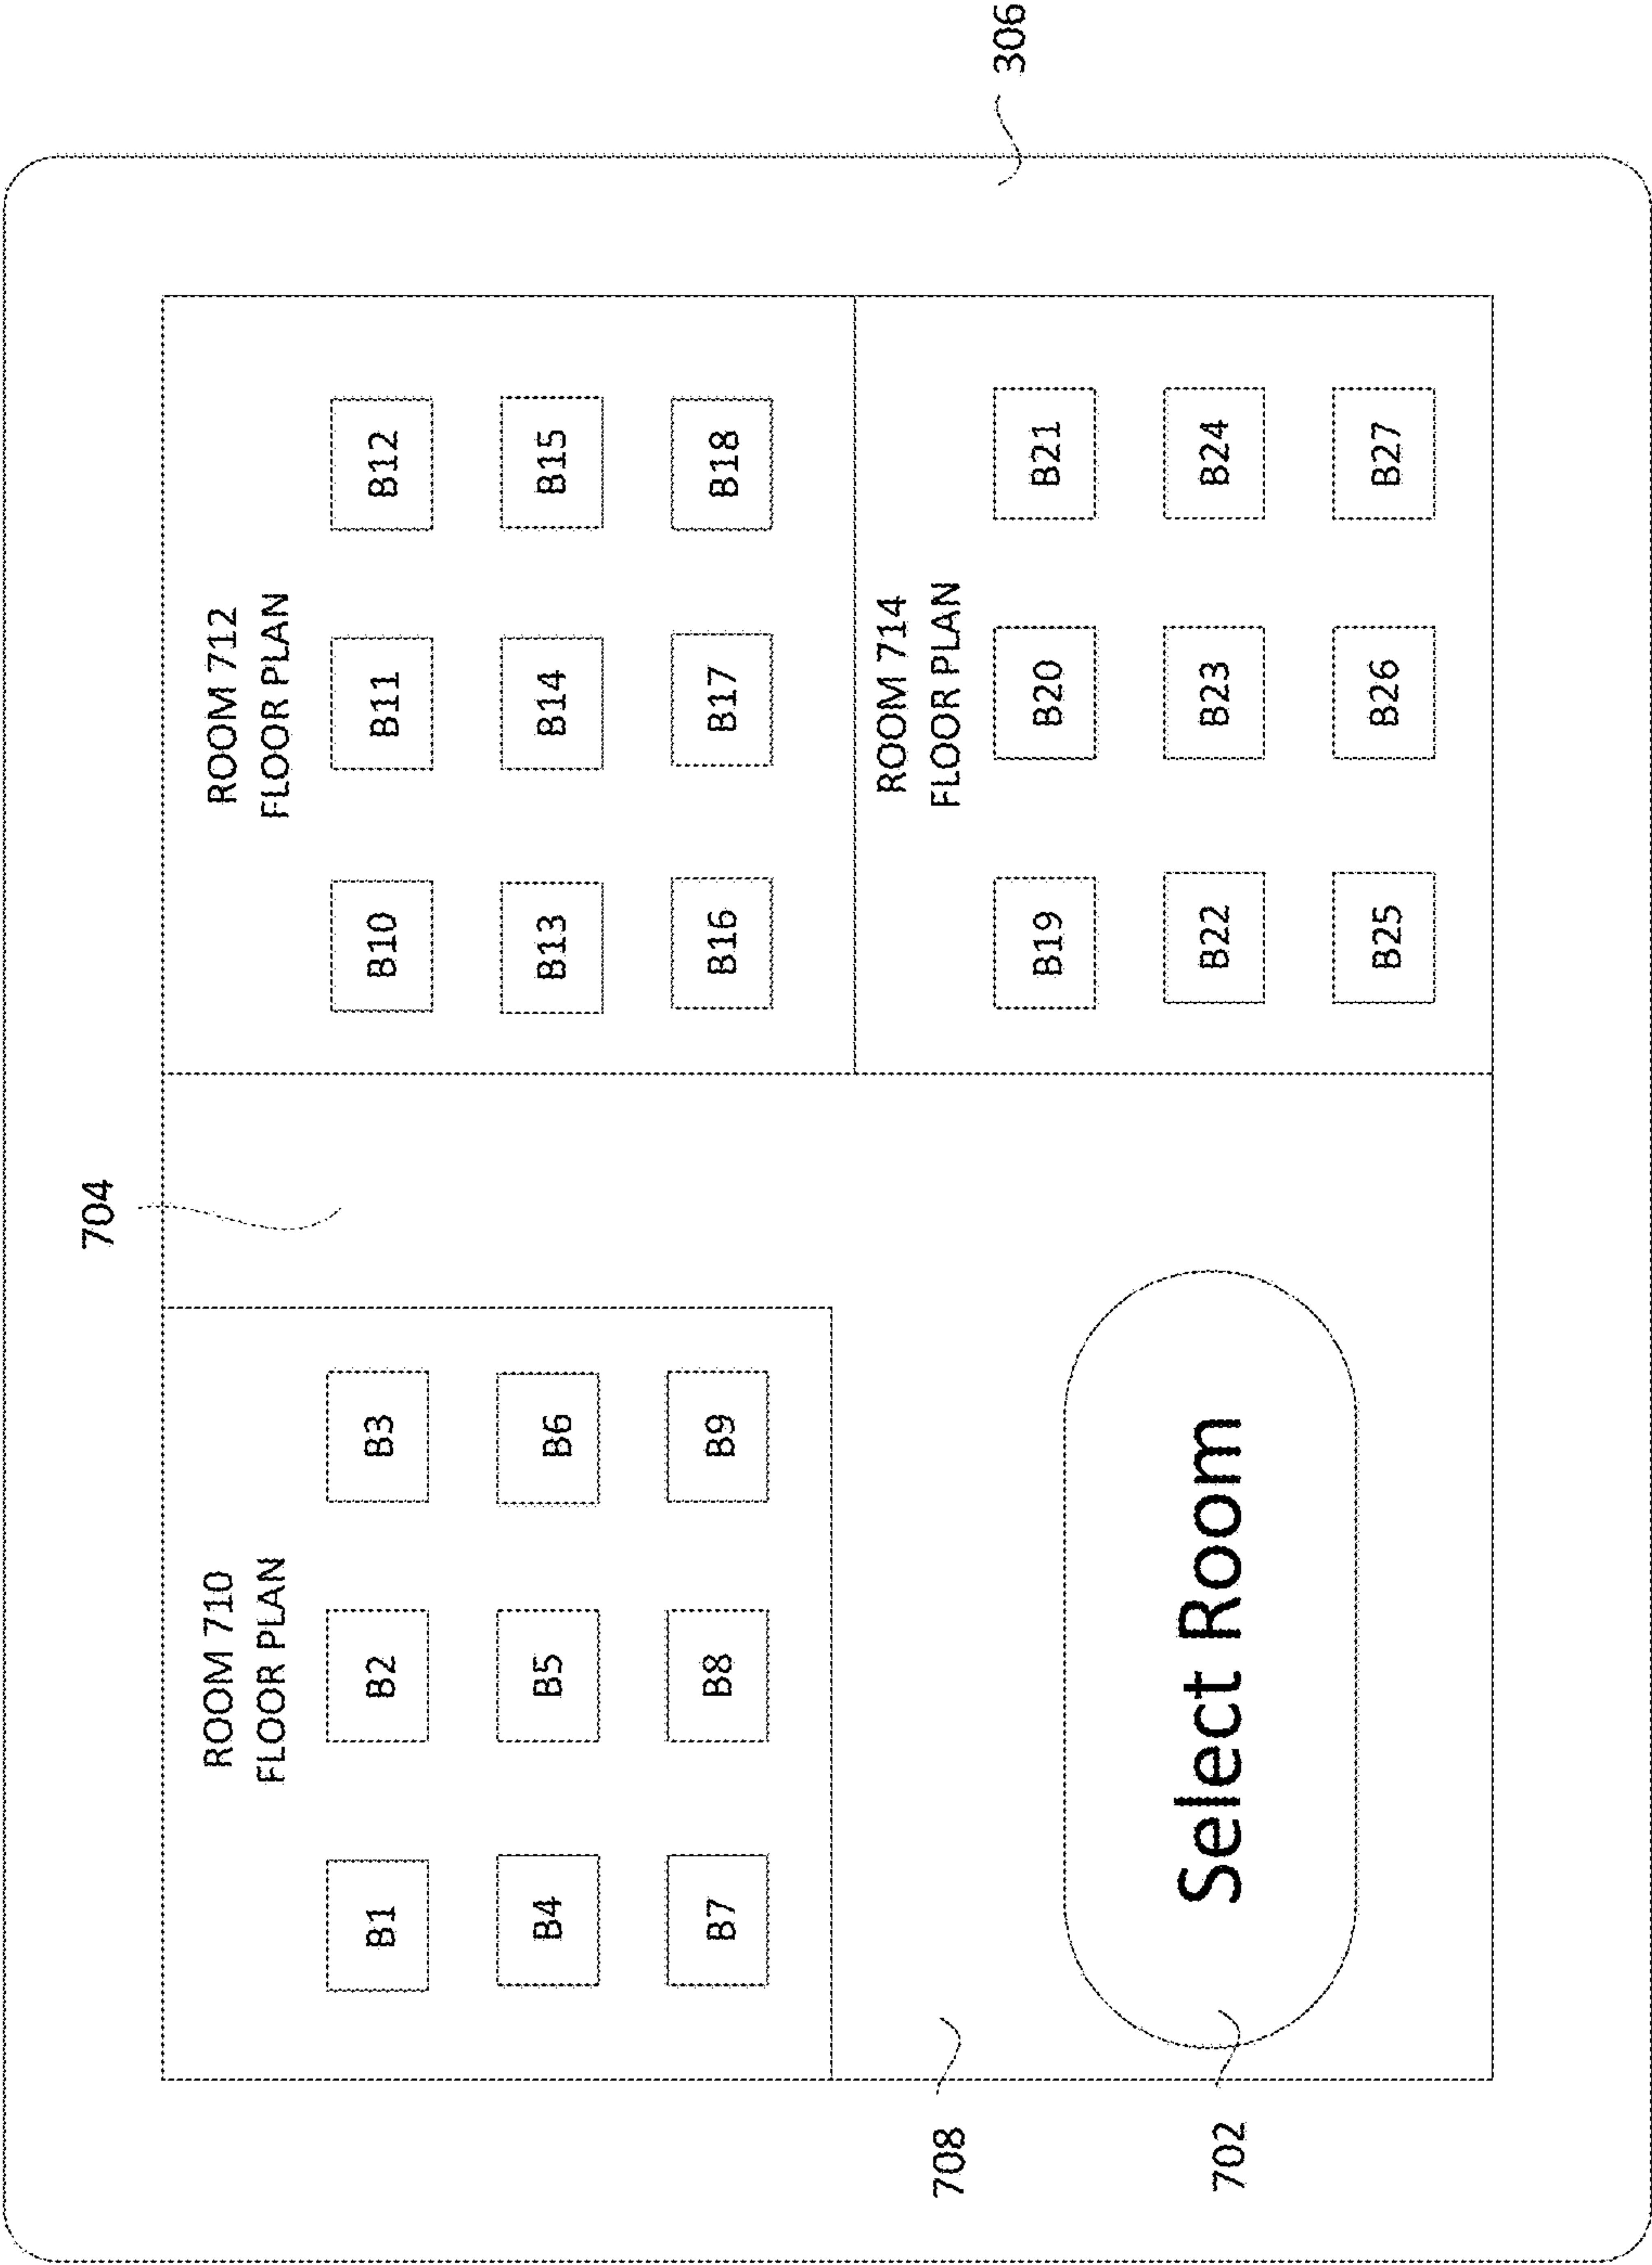 704
306
ROOM 710
FLOOR PLAN
B1 B2 B3
B4 B5 B6
B7 B8 B9
ROOM 712
FLOOR PLAN
B10 B11 B12
B13 B14 B15
B16 B17 B18
ROOM 714
FLOOR PLAN
B19 B20 B21
B22 B23 B24
B25 B26 B27
708
702
Select Room